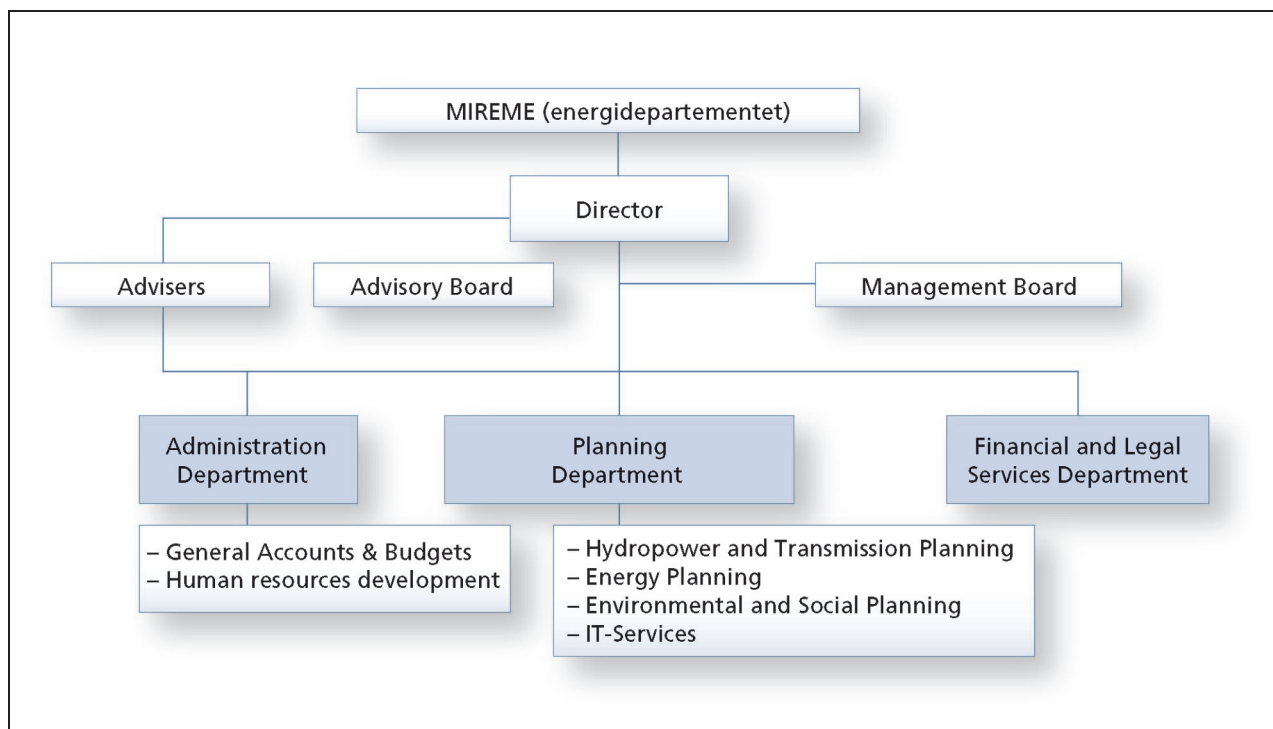 MIREME (energidepartementet)
Director
Advisers
Advisory Board
Management Board
Administration
Department
Planning
Department
Financial and Legal
Services Department
– General Accounts & Budgets
– Human resources development
– Hydropower and Transmission Planning
– Energy Planning
– Environmental and Social Planning
– IT-Services